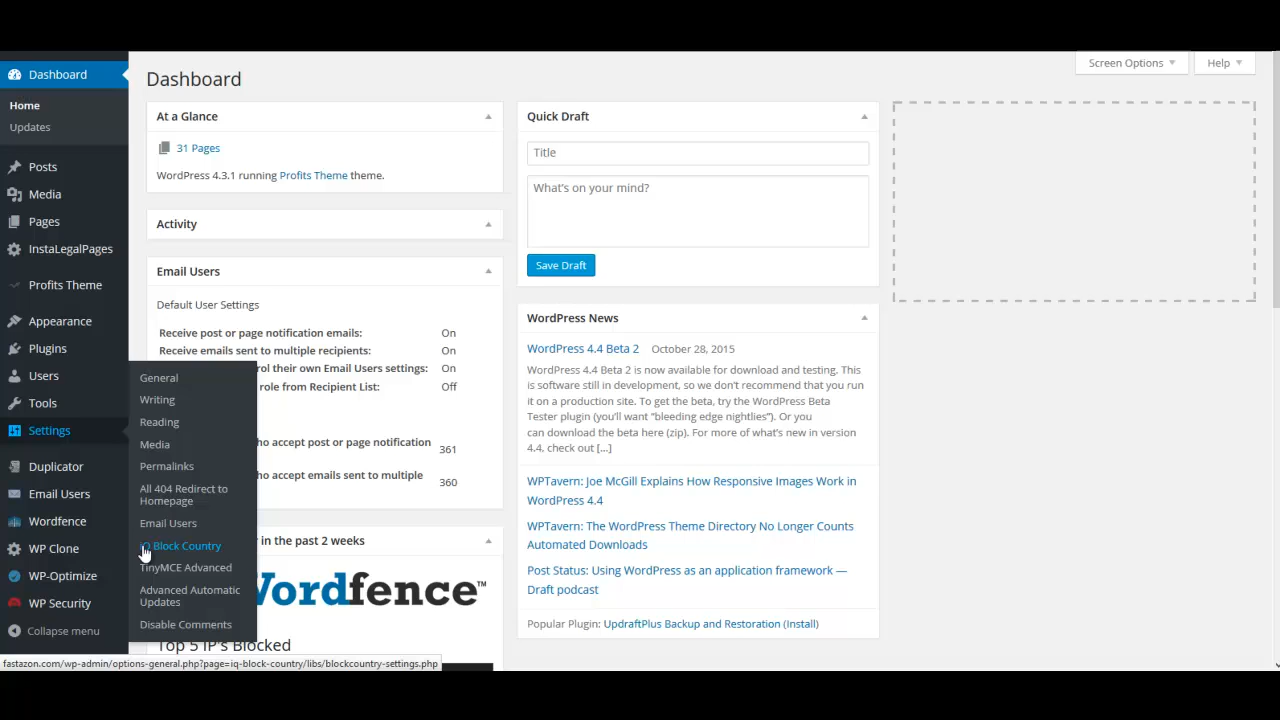 Dashboard
Home
Updates
Posts
Media
Pages
InstaLegalPages
Profits Theme
Appearance
Plugins
Users
Tools
Settings
Duplicator
Email Users
Wordfence
WP Clone
WP-Optimize
WP Security
Collapse menu
General
Writing
Reading
Media
Permalinks
All 404 Redirect to
Homepage
Email Users
iQ Block Country
TinyMCE Advanced
Advanced Automatic
Updates
Disable Comments
Screen Options
Help
Dashboard
At a Glance
31 Pages
WordPress 4.3.1 running Profits Theme theme.
Activity
Email Users
Default User Settings
Receive post or page notification emails: On
Receive emails sent to multiple recipients: On
rol their own Email Users settings: On
role from Recipient List: Off
ho accept post or page notification 361
ho accept emails sent to multiple 360
in the past 2 weeks
Wordfence™
Top 5 IP's Blocked
Quick Draft
Title
What's on your mind?
Save Draft
WordPress News
WordPress 4.4 Beta 2 October 28, 2015
WordPress 4.4 Beta 2 is now available for download and testing. This
is software still in development, so we don't recommend that you run
it on a production site. To get the beta, try the WordPress Beta
Tester plugin (you'll want "bleeding edge nightlies"). Or you
can download the beta here (zip). For more of what's new in version
4.4, check out [...]
WPTavern: Joe McGill Explains How Responsive Images Work in
WordPress 4.4
WPTavern: The WordPress Theme Directory No Longer Counts
Automated Downloads
Post Status: Using WordPress as an application framework —
Draft podcast
Popular Plugin: UpdraftPlus Backup and Restoration (Install)
fastazon.com/wp-admin/options-general.php?page=iq-block-country/libs/blockcountry-settings.php